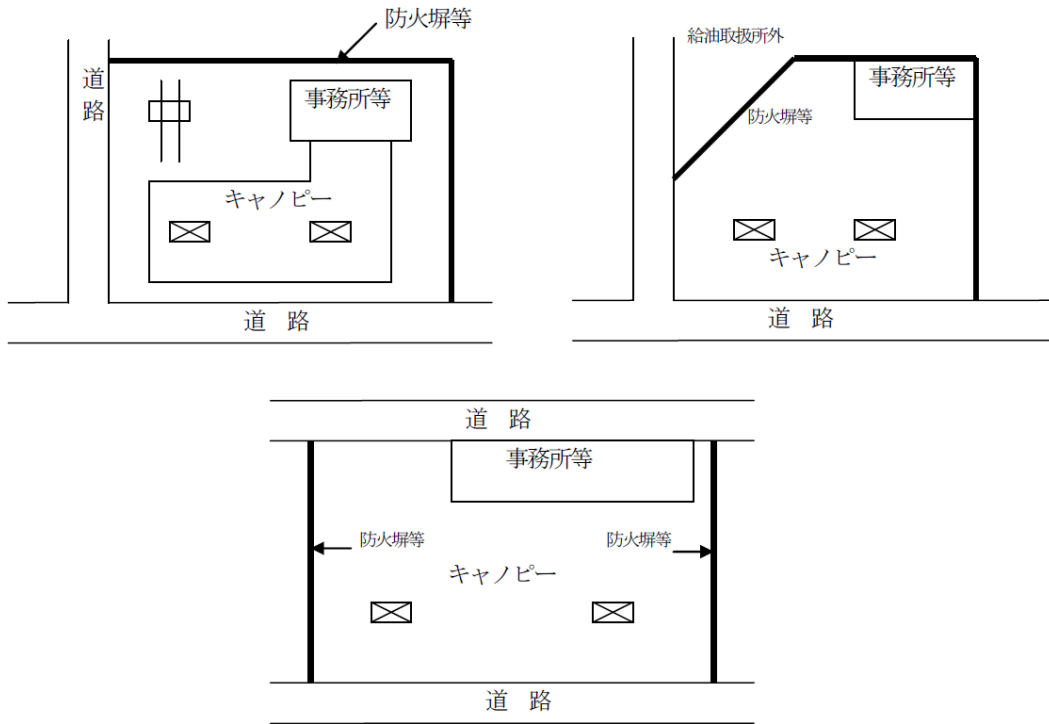 防火塀等
道路
事務所等
キャノピー
道 路
給油取扱所外
事務所等
防火塀等
キャノピー
道 路
道 路
事務所等
防火塀等
防火塀等
キャノピー
道 路